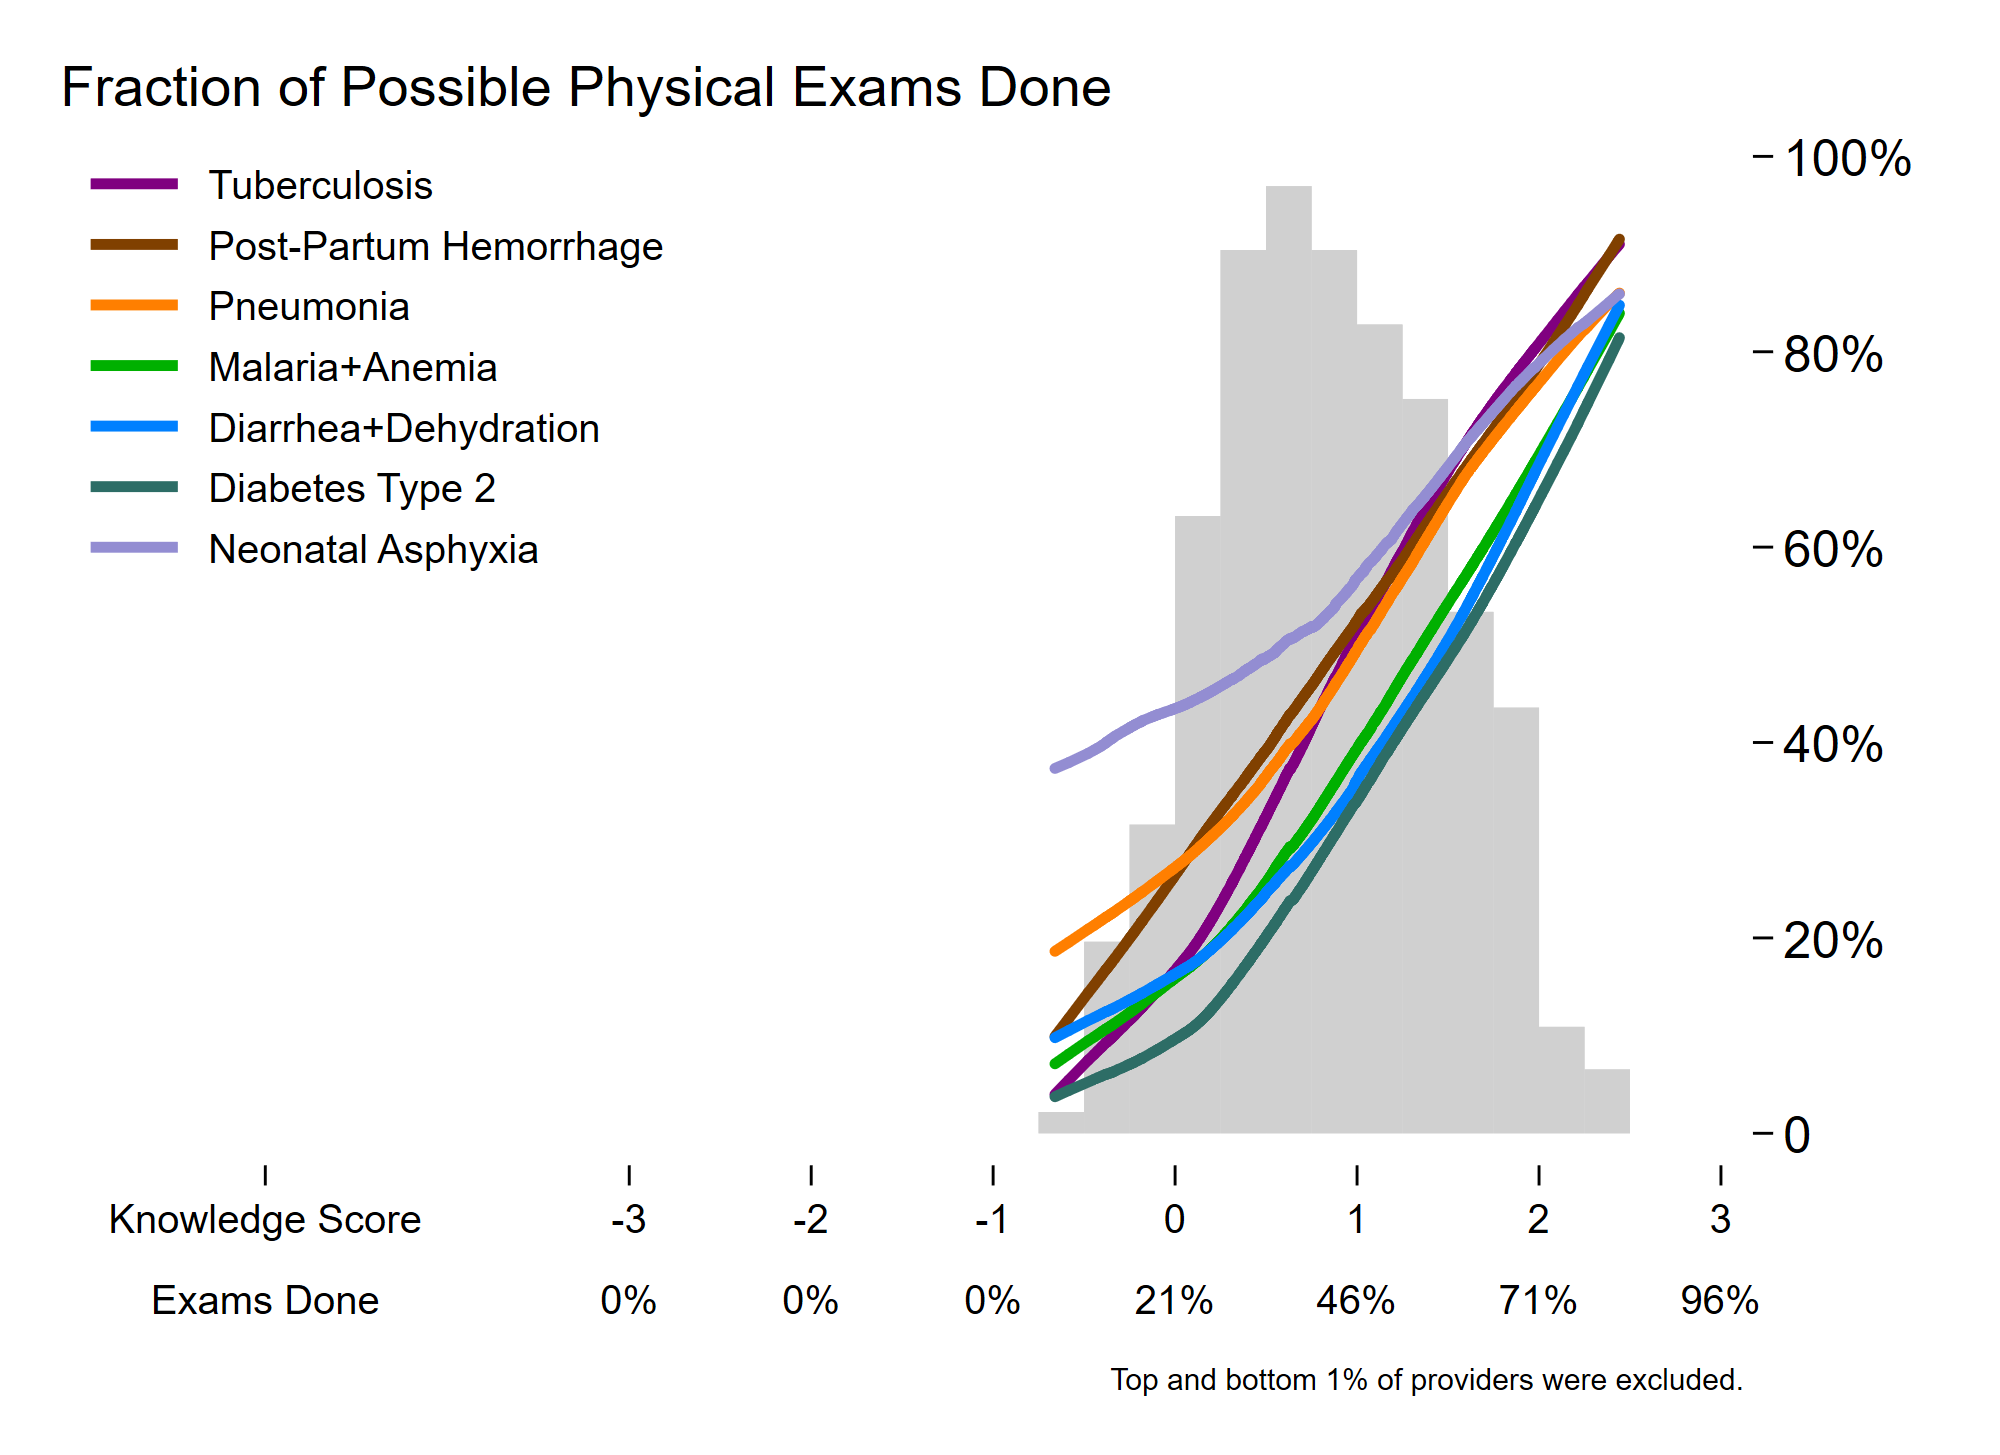 Fraction of Possible Physical Exams Done
Tuberculosis
Post-Partum Hemorrhage
Pneumonia
Malaria+Anemia
Diarrhea+Dehydration
Diabetes Type 2
Neonatal Asphyxia
100%
80%
60%
40%
20%
0
Knowledge Score -3 -2 -1 0 1 2 3
Exams Done 0% 0% 0% 21% 46% 71% 96%
Top and bottom 1% of providers were excluded.